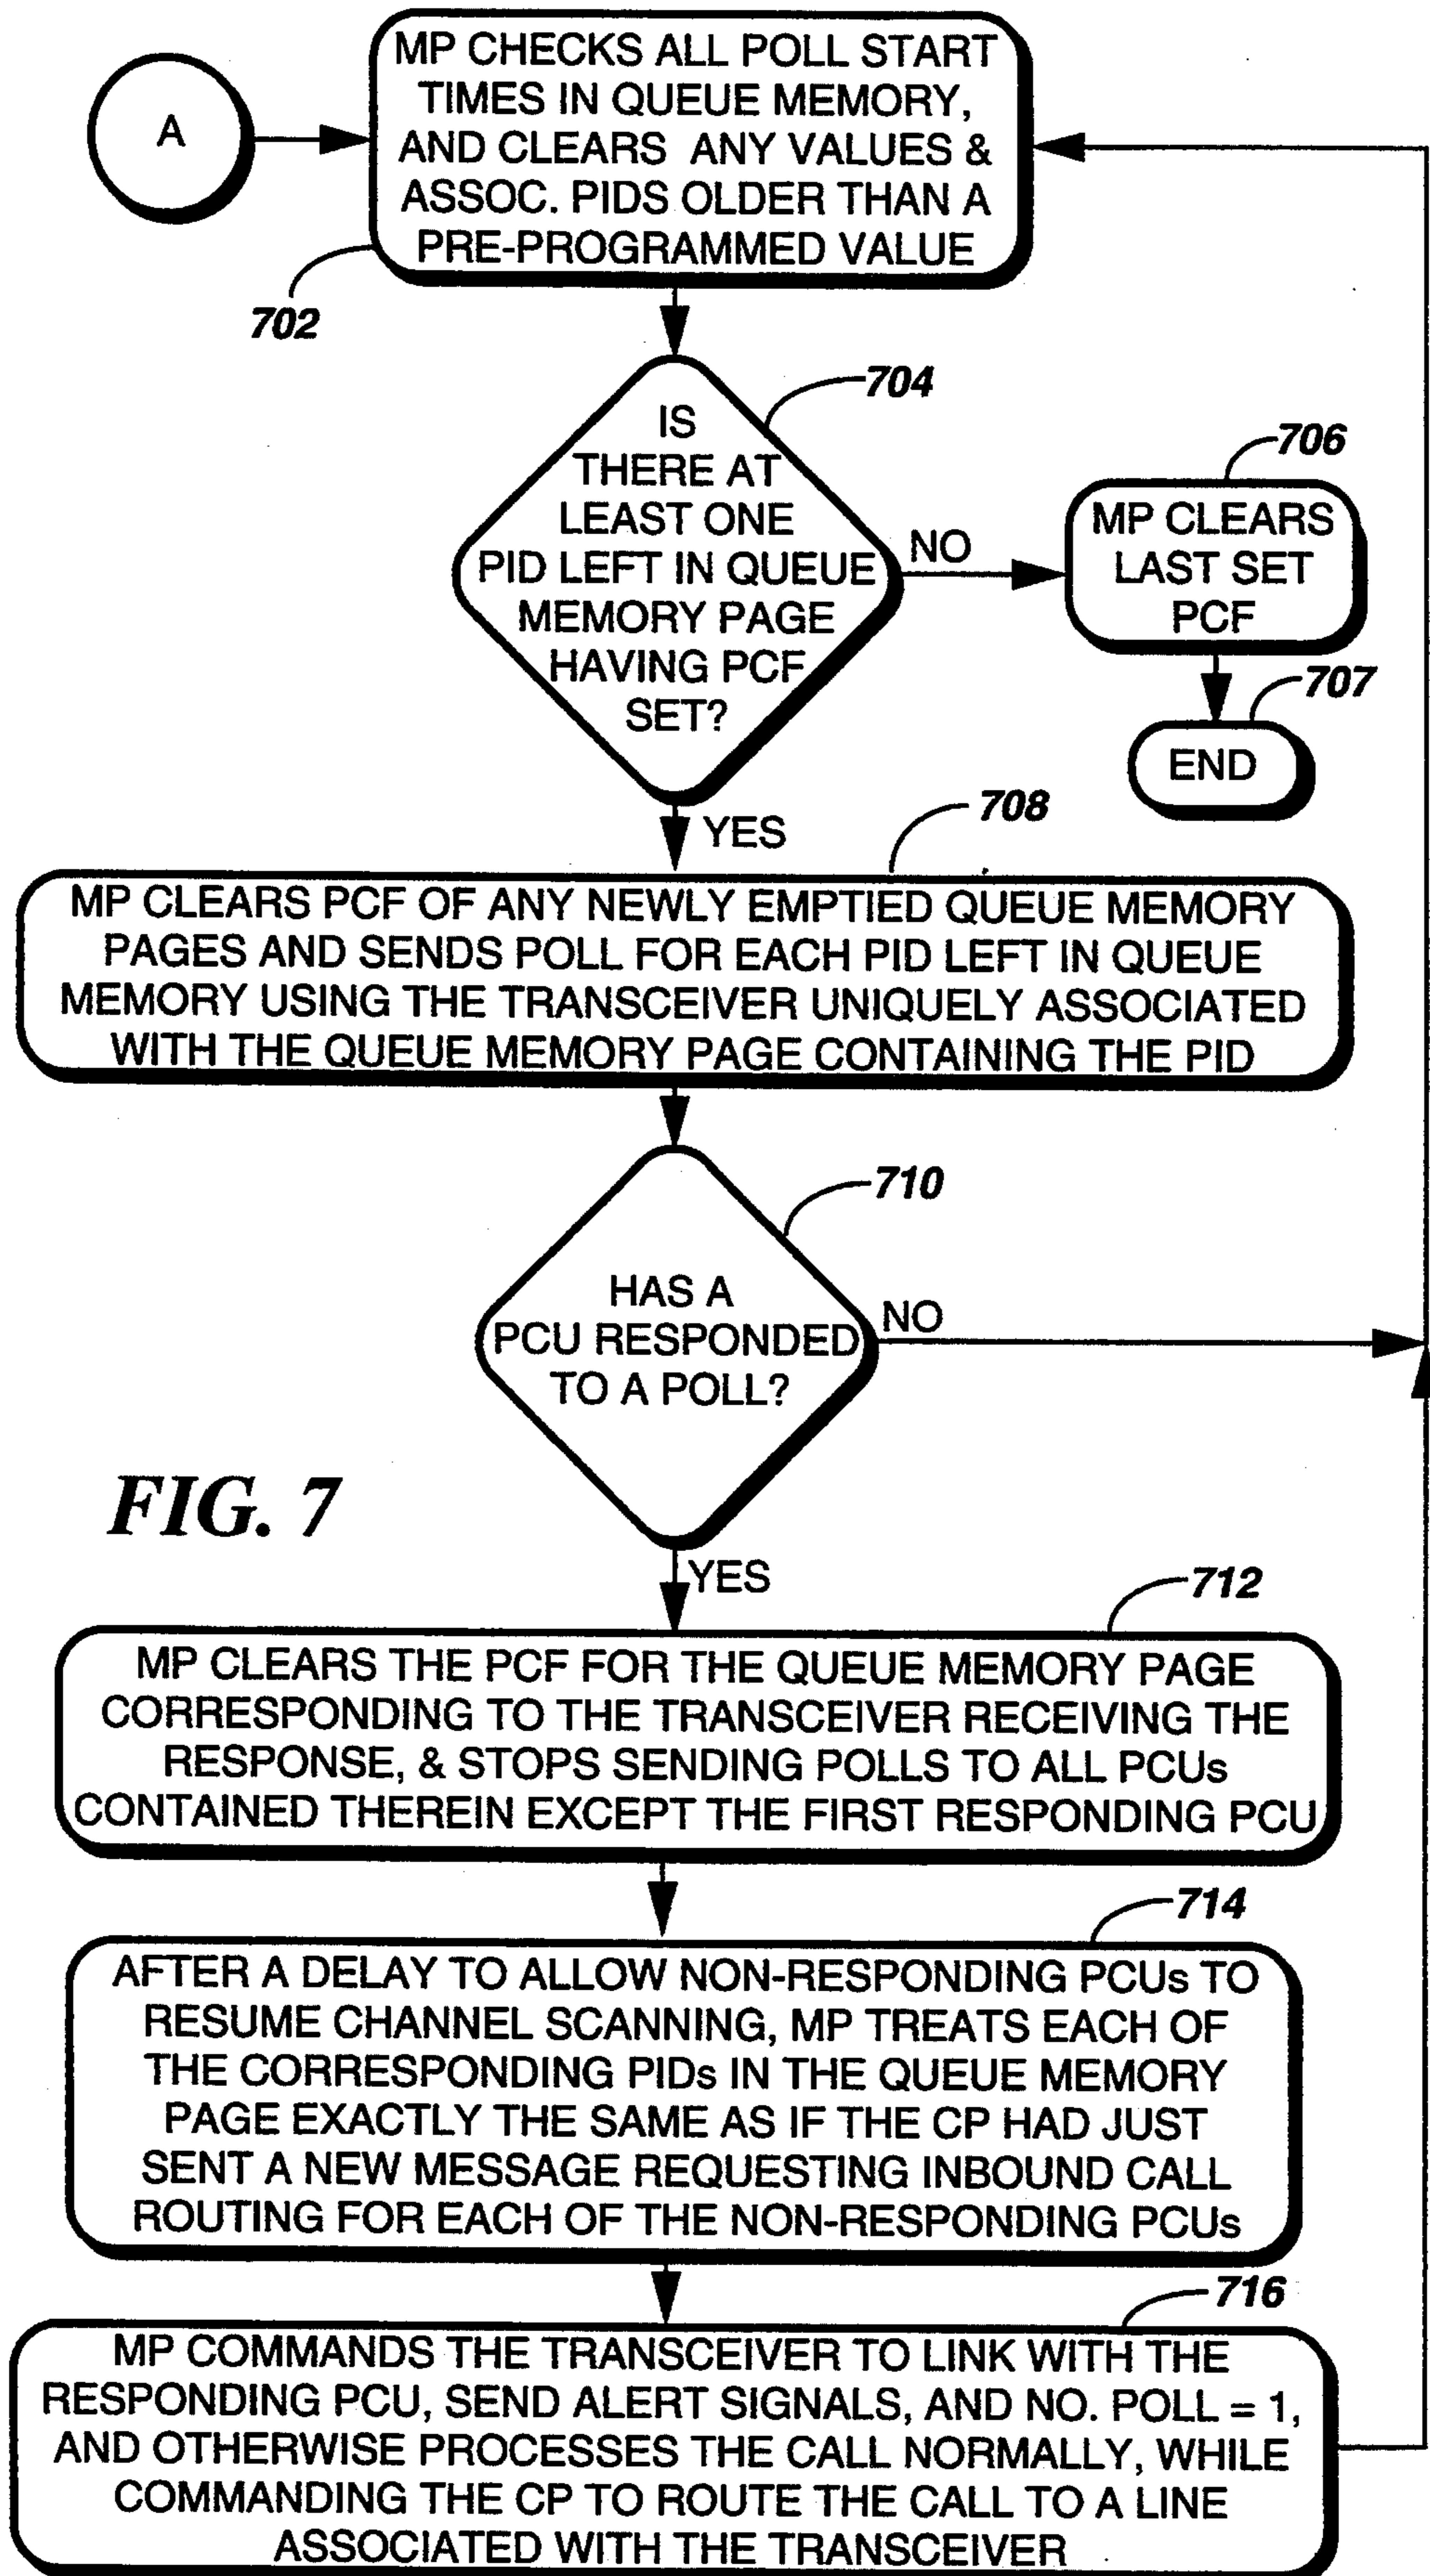 A
MP CHECKS ALL POLL START
TIMES IN QUEUE MEMORY,
AND CLEARS ANY VALUES &
ASSOC. PIDS OLDER THAN A
PRE-PROGRAMMED VALUE
702
704
IS
THERE AT
LEAST ONE
PID LEFT IN QUEUE
MEMORY PAGE
HAVING PCF
SET?
NO
706
MP CLEARS
LAST SET
PCF
707
END
YES
708
MP CLEARS PCF OF ANY NEWLY EMPTIED QUEUE MEMORY
PAGES AND SENDS POLL FOR EACH PID LEFT IN QUEUE
MEMORY USING THE TRANSCEIVER UNIQUELY ASSOCIATED
WITH THE QUEUE MEMORY PAGE CONTAINING THE PID
710
HAS A
PCU RESPONDED
TO A POLL?
NO
FIG. 7
YES
712
MP CLEARS THE PCF FOR THE QUEUE MEMORY PAGE
CORRESPONDING TO THE TRANSCEIVER RECEIVING THE
RESPONSE, & STOPS SENDING POLLS TO ALL PCUs
CONTAINED THEREIN EXCEPT THE FIRST RESPONDING PCU
714
AFTER A DELAY TO ALLOW NON-RESPONDING PCUs TO
RESUME CHANNEL SCANNING, MP TREATS EACH OF
THE CORRESPONDING PIDs IN THE QUEUE MEMORY
PAGE EXACTLY THE SAME AS IF THE CP HAD JUST
SENT A NEW MESSAGE REQUESTING INBOUND CALL
ROUTING FOR EACH OF THE NON-RESPONDING PCUs
716
MP COMMANDS THE TRANSCEIVER TO LINK WITH THE
RESPONDING PCU, SEND ALERT SIGNALS, AND NO. POLL = 1,
AND OTHERWISE PROCESSES THE CALL NORMALLY, WHILE
COMMANDING THE CP TO ROUTE THE CALL TO A LINE
ASSOCIATED WITH THE TRANSCEIVER